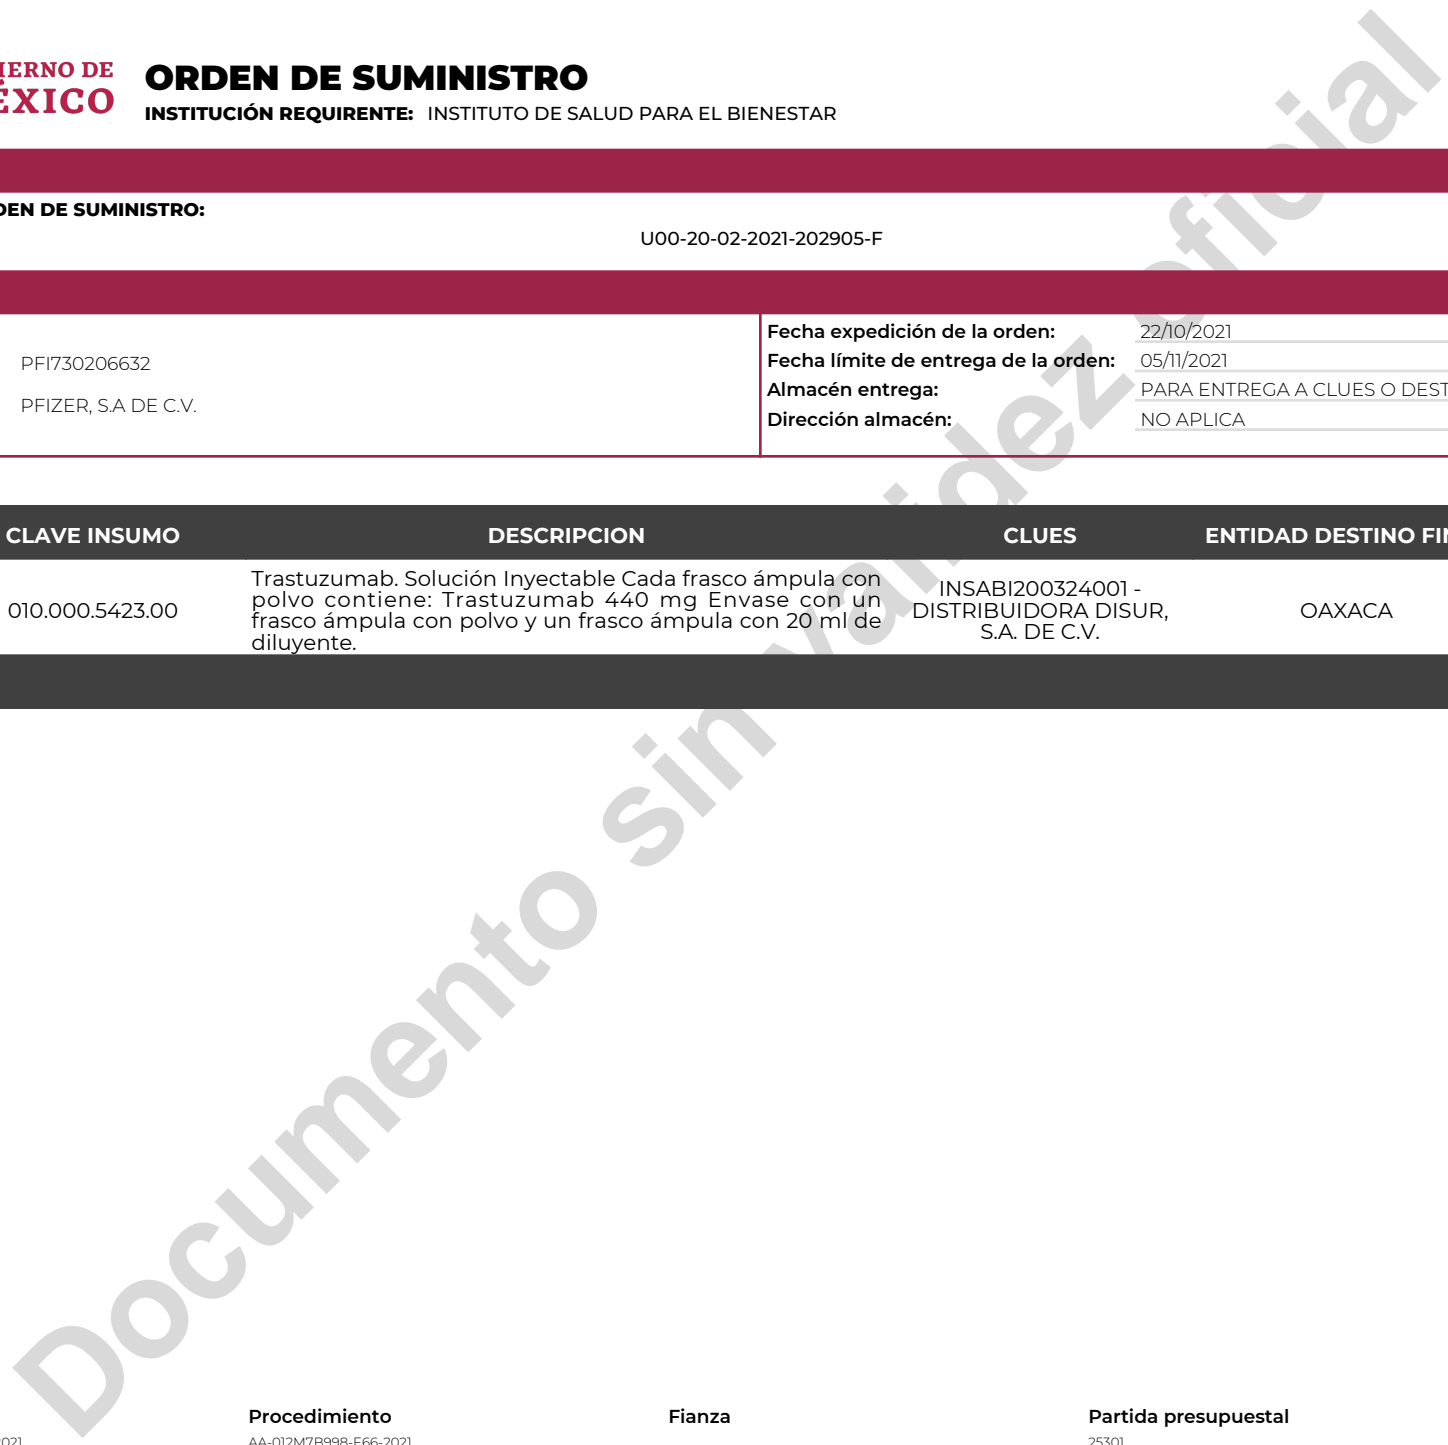 IERNO DE
ÉXICO
ORDEN DE SUMINISTRO
INSTITUCIÓN REQUIRENTE: INSTITUTO DE SALUD PARA EL BIENESTAR
DEN DE SUMINISTRO:
U00-20-02-2021-202905-F
PFI730206632
PFIZER, S.A DE C.V.
Fecha expedición de la orden: 22/10/2021
Fecha límite de entrega de la orden: 05/11/2021
Almacén entrega: PARA ENTREGA A CLUES O DEST
Dirección almacén: NO APLICA
CLAVE INSUMO DESCRIPCION CLUES ENTIDAD DESTINO FIN
010.000.5423.00
Trastuzumab. Solución Inyectable Cada frasco ámpula con
polvo contiene: Trastuzumab 440 mg Envase con un
frasco ámpula con polvo y un frasco ámpula con 20 ml de
diluyente.
INSABI200324001 -
DISTRIBUIDORA DISUR,
S.A. DE C.V.
OAXACA
Documento sin validez oficial
Procedimiento Fianza Partida presupuestal
2021 AA-012M7B998-E66-2021 25301